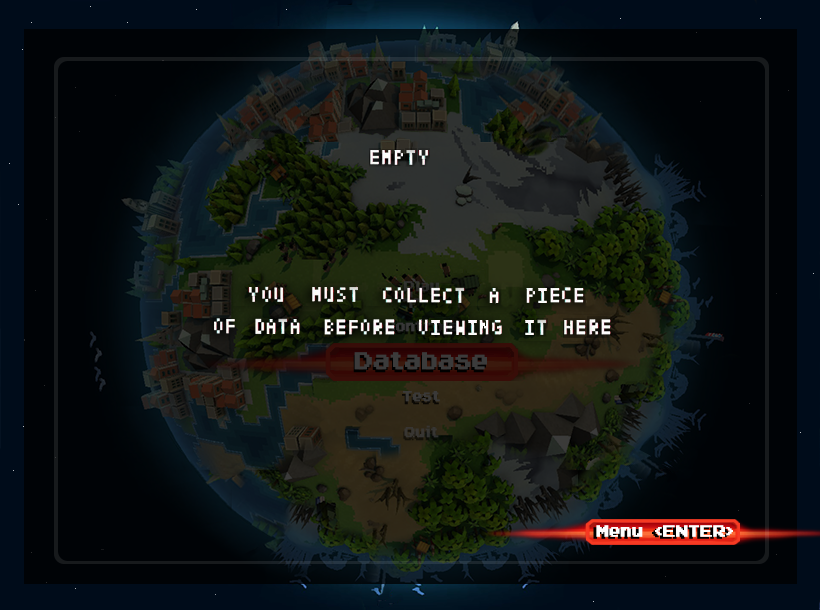 EMPTY
YOU MUST COLLECT A PIECE
OF DATA BEFORE VIEWING IT HERE
Database
Test
Quit
Menu <ENTER>